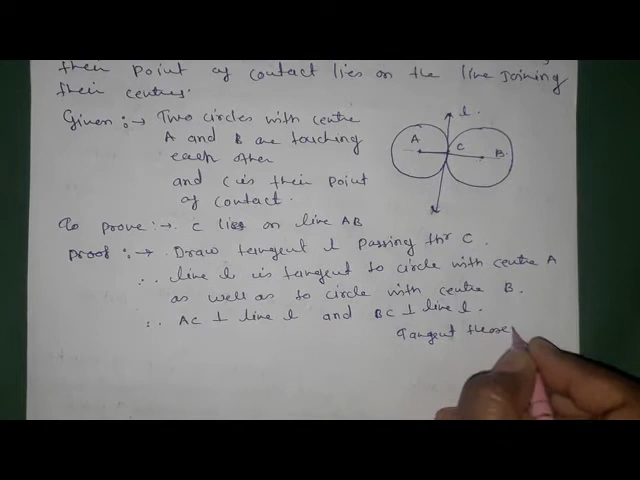 their point of contact lies on the line joining
their centres.
Given :→ Two circles with centre
A and B are touching
each other
and C is their point
of contact.
l.
A
C
B.
To prove :→ C lies on line AB
Proof :→ Draw tangent l passing thr C.
∴ line l is tangent to circle with centre A
as well as to circle with centre B.
∴ AC ⊥ line l and BC ⊥ line l.
Tangent theore